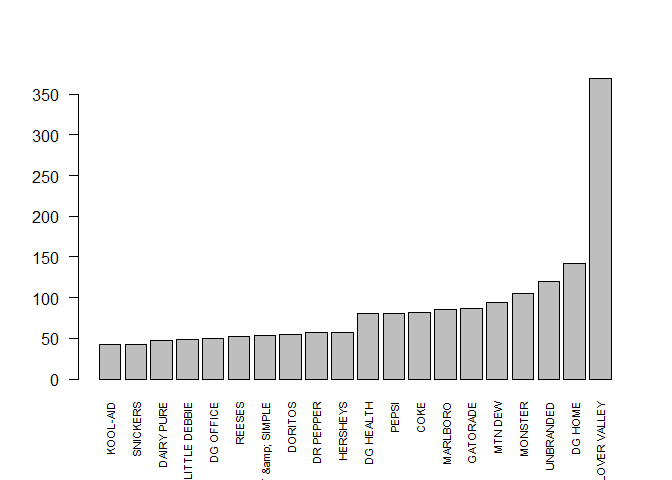 350
300
250
200
150
100
50
0
KOOL-AID
SNICKERS
DAIRY PURE
LITTLE DEBBIE
DG OFFICE
REESES
&amp; SIMPLE
DORITOS
DR PEPPER
HERSHEYS
DG HEALTH
PEPSI
COKE
MARLBORO
GATORADE
MTN DEW
MONSTER
UNBRANDED
DG HOME
LOVER VALLEY